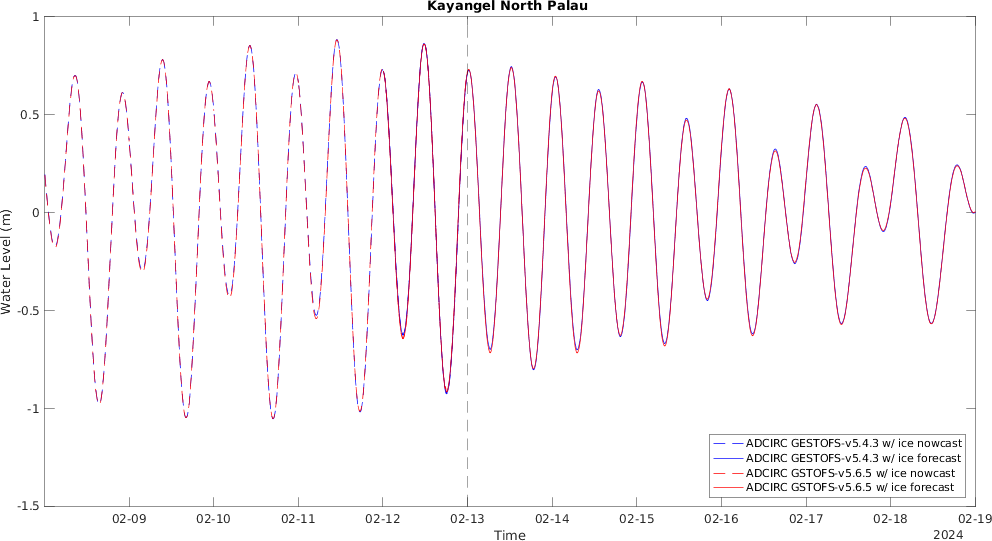 Kayangel North Palau
1
0.5
0
-0.5
-1
-1.5
Water Level (m)
ADCIRC GESTOFS-v5.4.3 w/ ice nowcast
ADCIRC GESTOFS-v5.4.3 w/ ice forecast
ADCIRC GSTOFS-v5.6.5 w/ ice nowcast
ADCIRC GSTOFS-v5.6.5 w/ ice forecast
02-09 02-10 02-11 02-12 02-13 02-14 02-15 02-16 02-17 02-18 02-19
Time
2024